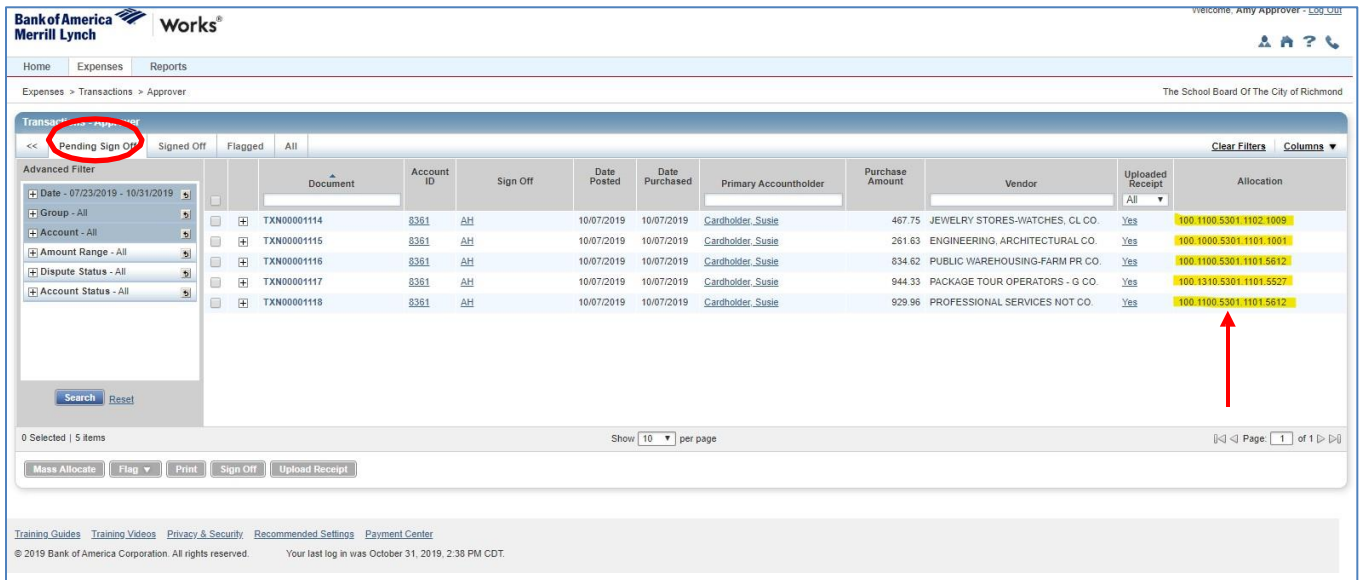 Welcome, Amy Approver - Log Out
Bank of America
Merrill Lynch
Works®
Home Expenses Reports
Expenses > Transactions > Approver The School Board Of The City of Richmond
Transactions - Approver
<< Pending Sign Off Signed Off Flagged All Clear Filters Columns
Advanced Filter
Date - 07/23/2019 - 10/31/2019
Group - All
Account - All
Amount Range - All
Dispute Status - All
Account Status - All
Search Reset
Document Account ID Sign Off Date Posted Date Purchased Primary Accountholder Purchase Amount Vendor Uploaded Receipt Allocation
All
TXN00001114 8361 AH 10/07/2019 10/07/2019 Cardholder, Susie 467.75 JEWELRY STORES-WATCHES, CL CO. Yes 100.1100.5301.1102.1009
TXN00001115 8361 AH 10/07/2019 10/07/2019 Cardholder, Susie 261.63 ENGINEERING, ARCHITECTURAL CO. Yes 100.1000.5301.1101.1001
TXN00001116 8361 AH 10/07/2019 10/07/2019 Cardholder, Susie 834.62 PUBLIC WAREHOUSING-FARM PR CO. Yes 100.1100.5301.1101.5612
TXN00001117 8361 AH 10/07/2019 10/07/2019 Cardholder, Susie 944.33 PACKAGE TOUR OPERATORS - G CO. Yes 100.1310.5301.1101.5527
TXN00001118 8361 AH 10/07/2019 10/07/2019 Cardholder, Susie 929.96 PROFESSIONAL SERVICES NOT CO. Yes 100.1100.5301.1101.5612
0 Selected | 5 items Show 10 per page Page: 1 of 1
Mass Allocate Flag Print Sign Off Upload Receipt
Training Guides Training Videos Privacy & Security Recommended Settings Payment Center
© 2019 Bank of America Corporation. All rights reserved. Your last log in was October 31, 2019, 2:38 PM CDT.